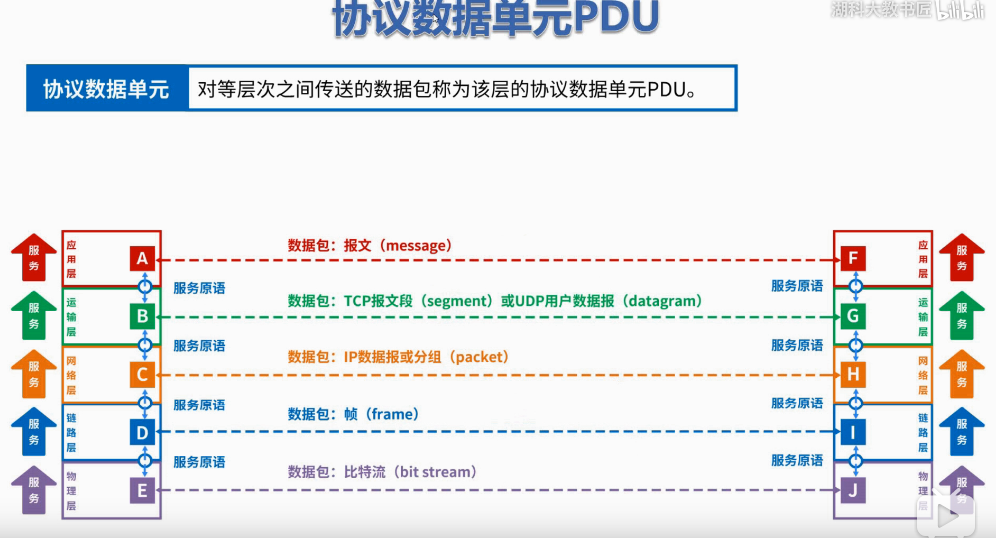 协议数据单元PDU
湖科大教书匠 bilibili
协议数据单元 对等层次之间传送的数据包称为该层的协议数据单元PDU。
服务 应用层 A 数据包：报文（message） F 应用层 服务
服务原语 服务原语
服务 运输层 B 数据包：TCP报文段（segment）或UDP用户数据报（datagram） G 运输层 服务
服务原语 服务原语
服务 网络层 C 数据包：IP数据报或分组（packet） H 网络层 服务
服务原语 服务原语
服务 链路层 D 数据包：帧（frame） I 链路层 服务
服务原语 服务原语
服务 物理层 E 数据包：比特流（bit stream） J 物理层 服务